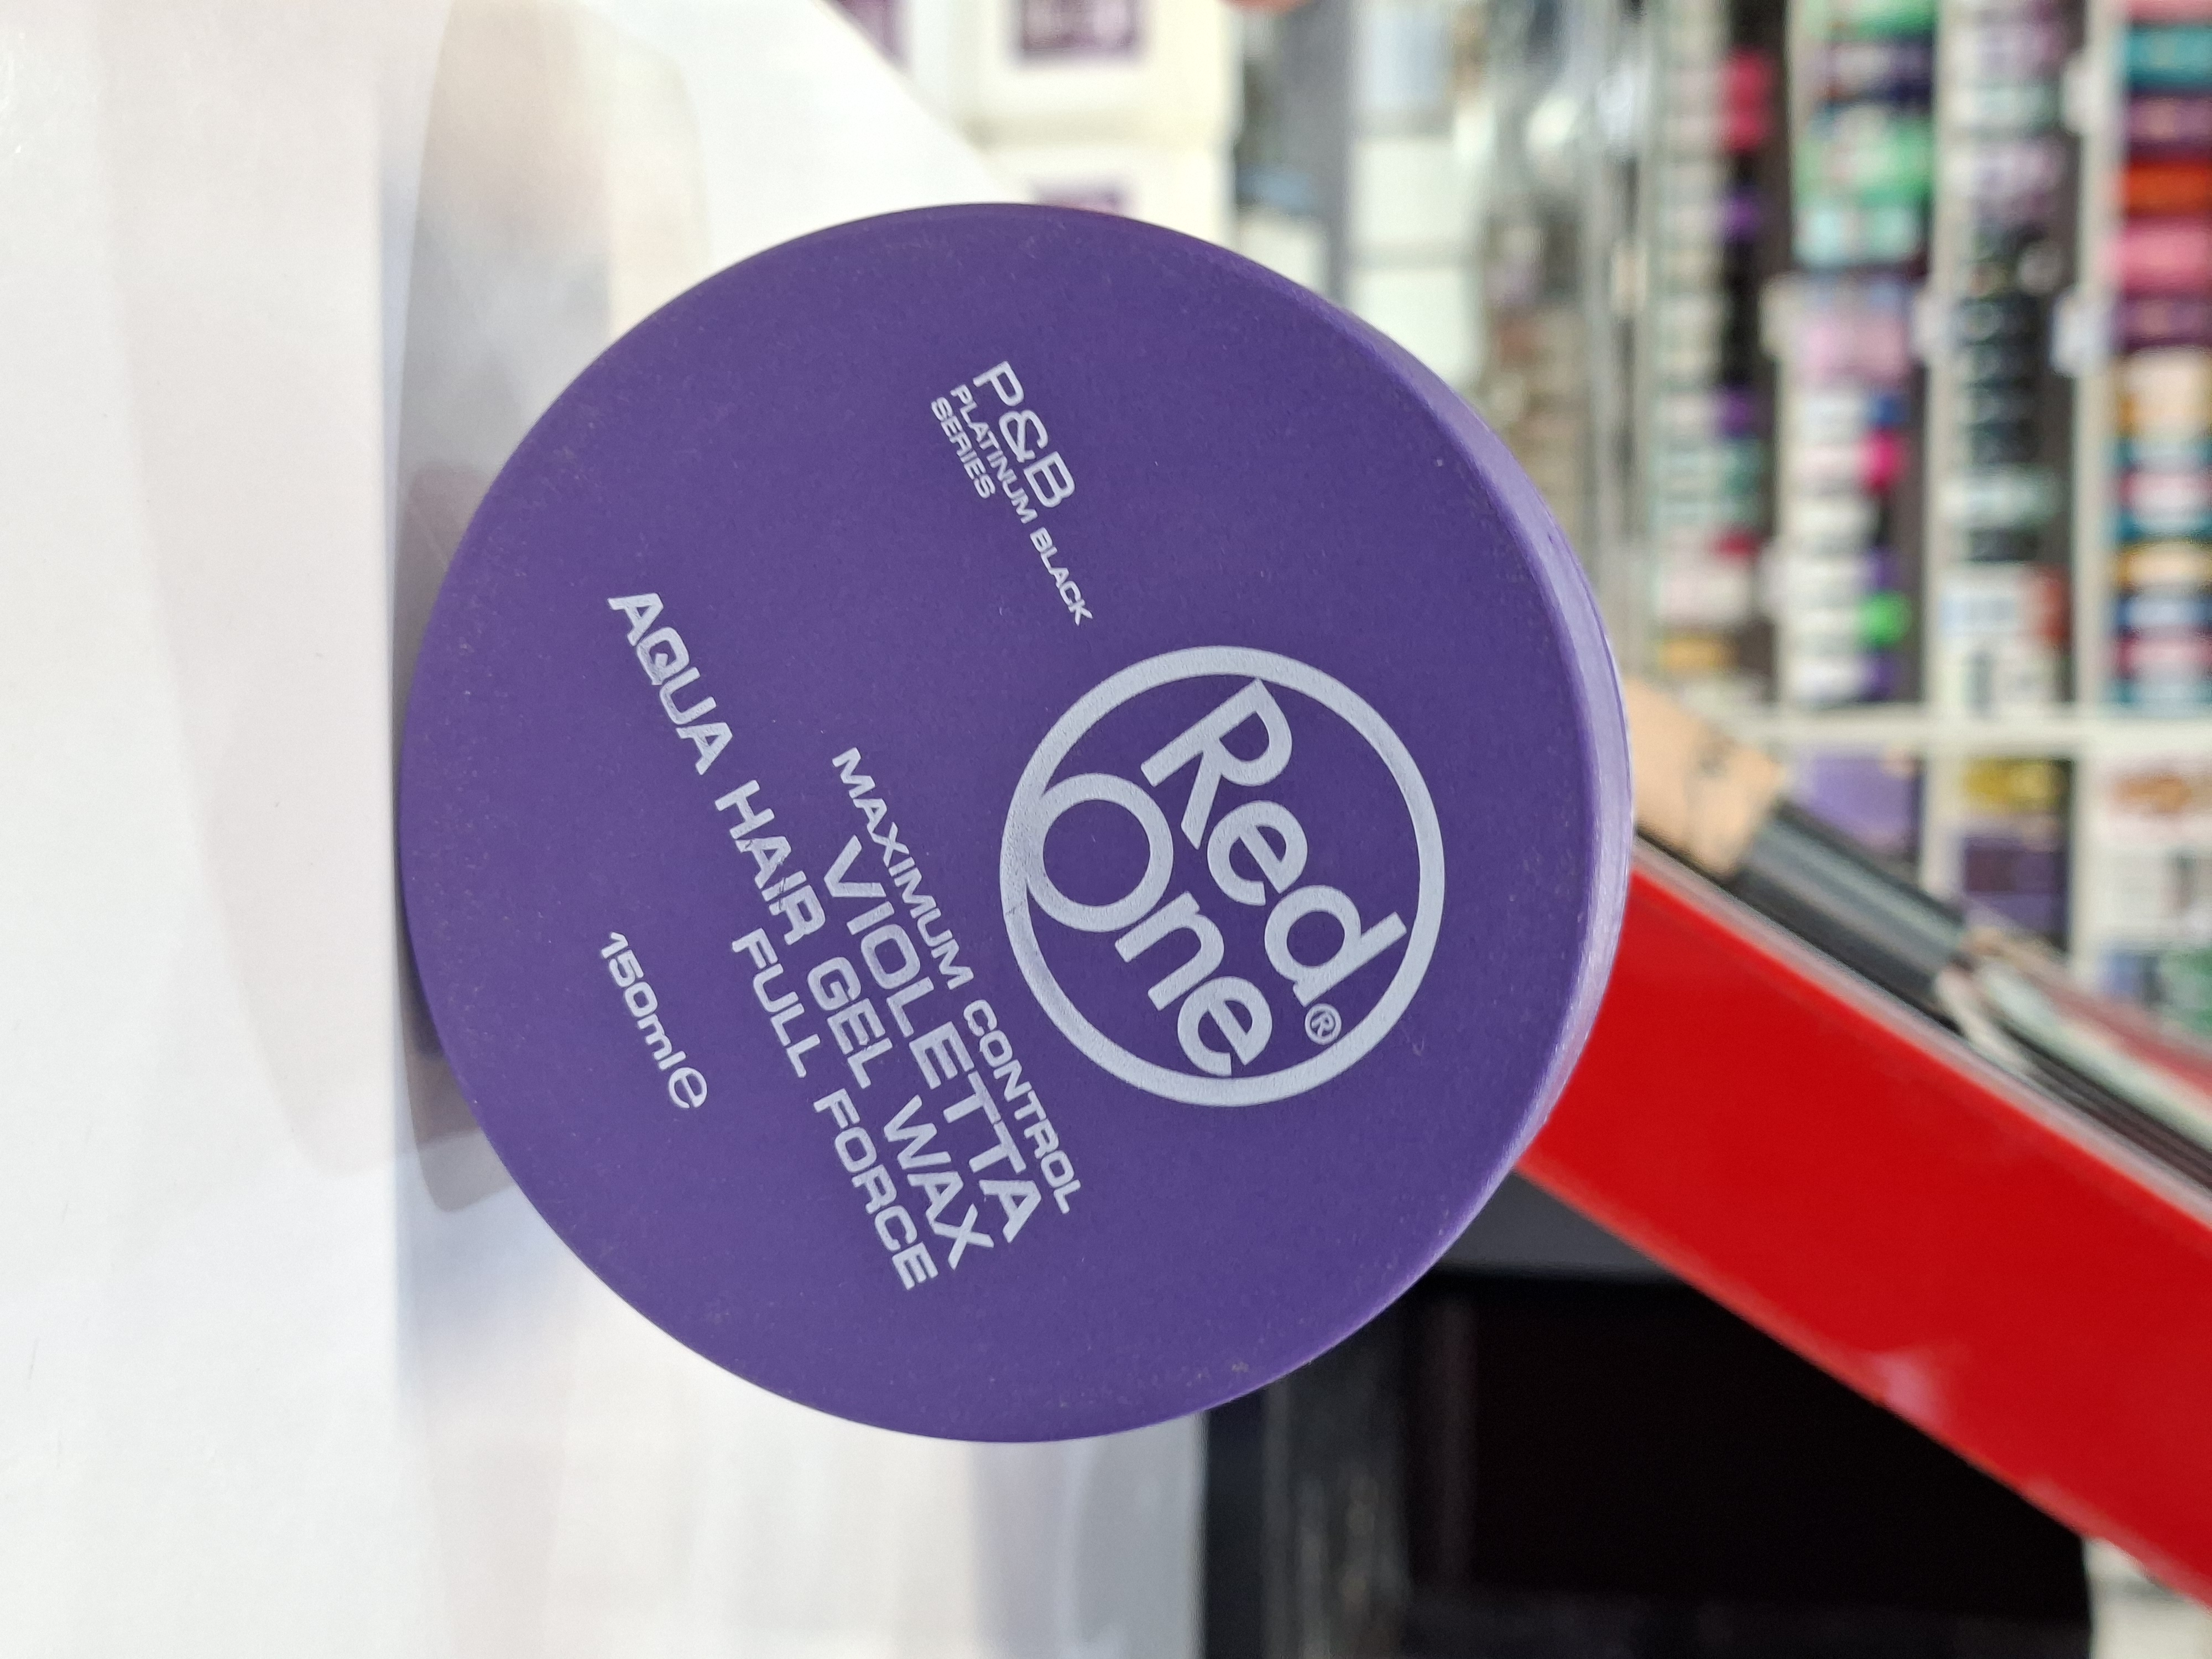 P&B
PLATINUM BLACK
SERIES
Red
One®
MAXIMUM CONTROL
VIOLETTA
AQUA HAIR GEL WAX
FULL FORCE
150ml℮